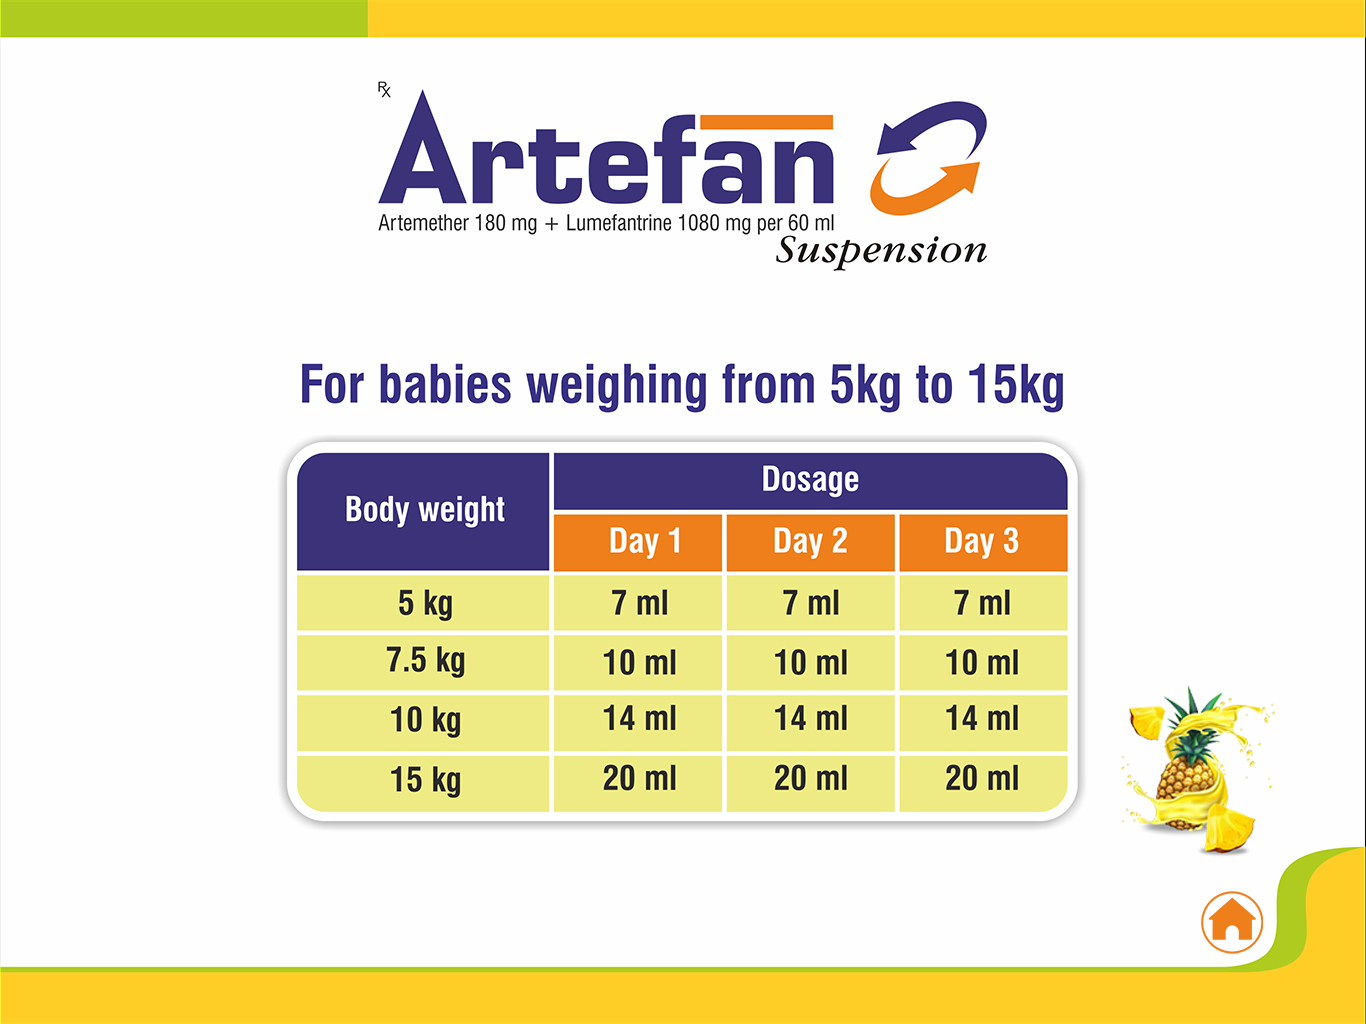 Rx
Artefan
Artemether 180 mg + Lumefantrine 1080 mg per 60 ml
Suspension
For babies weighing from 5kg to 15kg
Body weight Dosage
Day 1 Day 2 Day 3
5 kg 7 ml 7 ml 7 ml
7.5 kg 10 ml 10 ml 10 ml
10 kg 14 ml 14 ml 14 ml
15 kg 20 ml 20 ml 20 ml